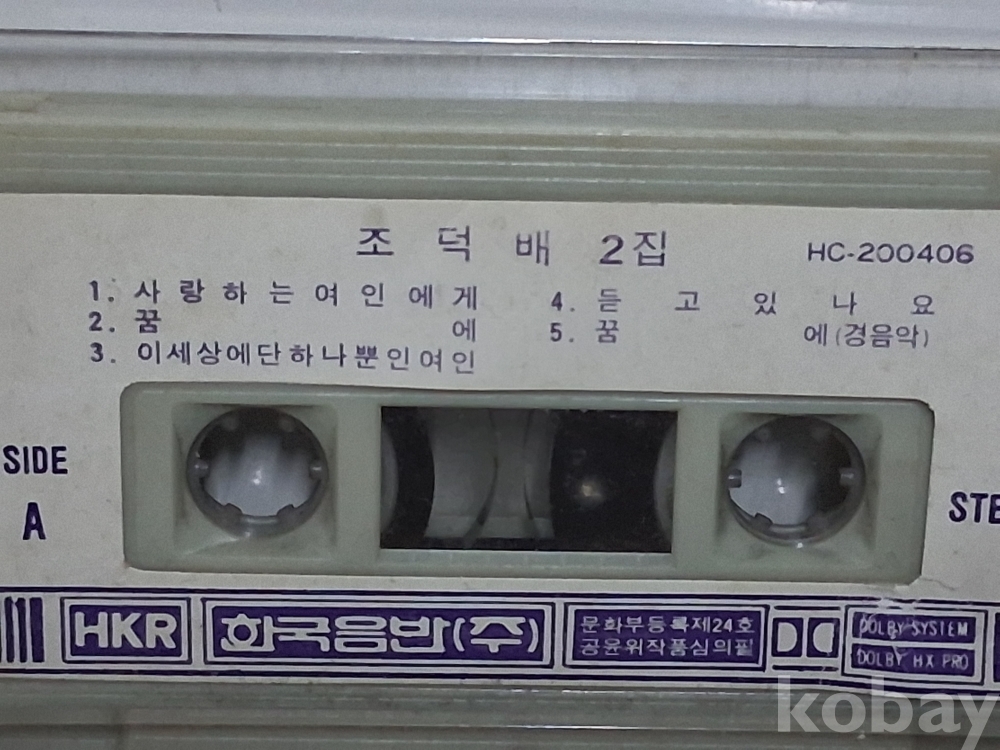 조 덕 배 2집 HC-200406
1. 사 랑 하 는 여 인 에 게
2. 꿈 에
3. 이세상에단하나뿐인여인
4. 듣 고 있 나 요
5. 꿈 에(경음악)
SIDE
A
STE
HKR
한국음반(주)
문화부등록제24호
공윤위작품심의필
DOLBY SYSTEM
DOLBY HX PRO
kobay